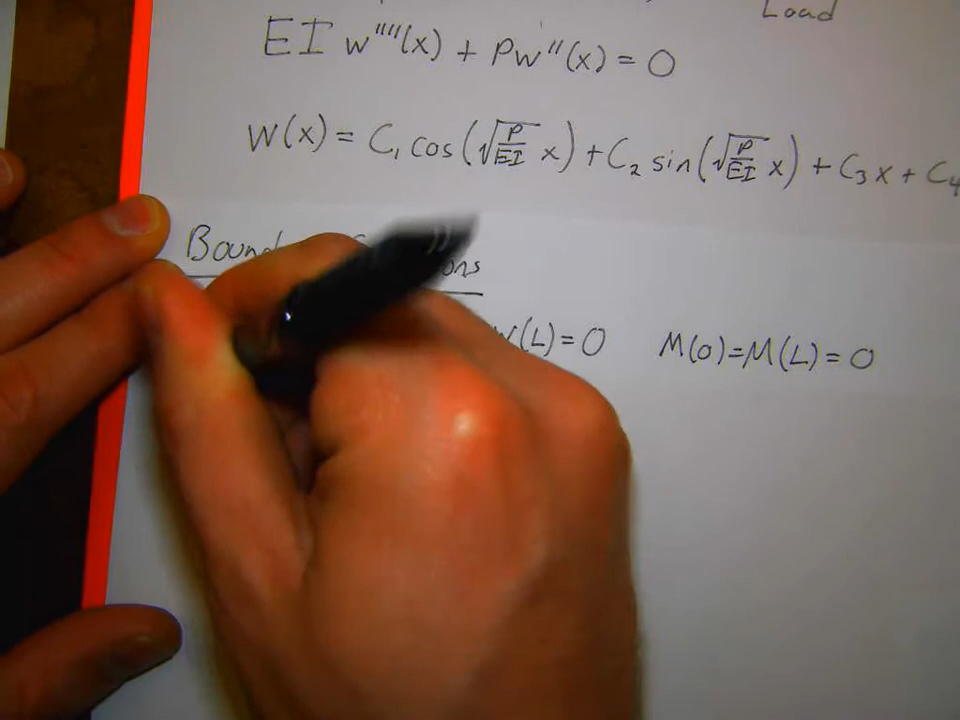 Load
EI w''''(x) + Pw''(x) = 0
W(x) = C₁ cos(√(P/EI) x) + C₂ sin(√(P/EI) x) + C₃x + C₄
W(L)=0 M(0)=M(L)=0